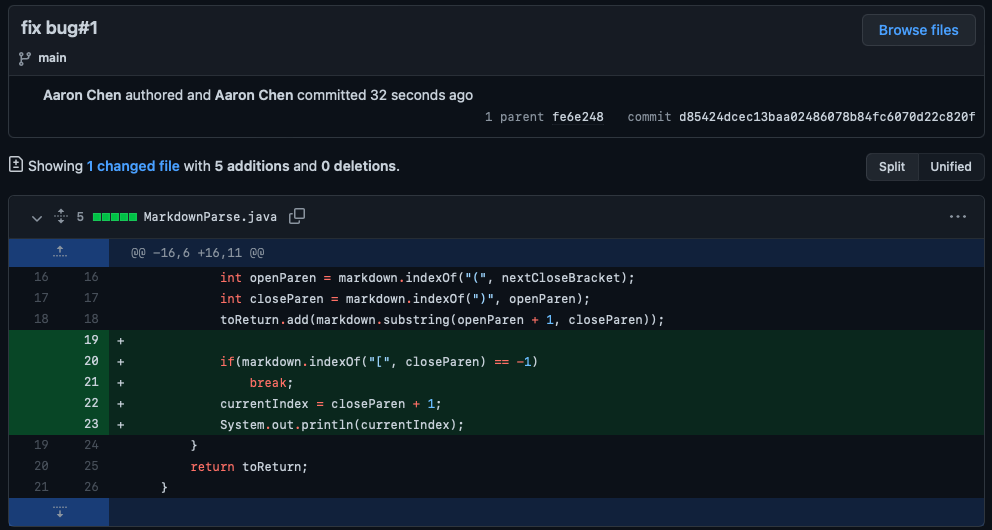 fix bug#1
Browse files
main
Aaron Chen authored and Aaron Chen committed 32 seconds ago
1 parent fe6e248 commit d85424dcec13baa02486078b84fc6070d22c820f
Showing 1 changed file with 5 additions and 0 deletions.
Split Unified
5 MarkdownParse.java
@@ -16,6 +16,11 @@
16 16 int openParen = markdown.indexOf("(", nextCloseBracket);
17 17 int closeParen = markdown.indexOf(")", openParen);
18 18 toReturn.add(markdown.substring(openParen + 1, closeParen));
19 +
20 + if(markdown.indexOf("[", closeParen) == -1)
21 + break;
22 + currentIndex = closeParen + 1;
23 + System.out.println(currentIndex);
19 24 }
20 25 return toReturn;
21 26 }